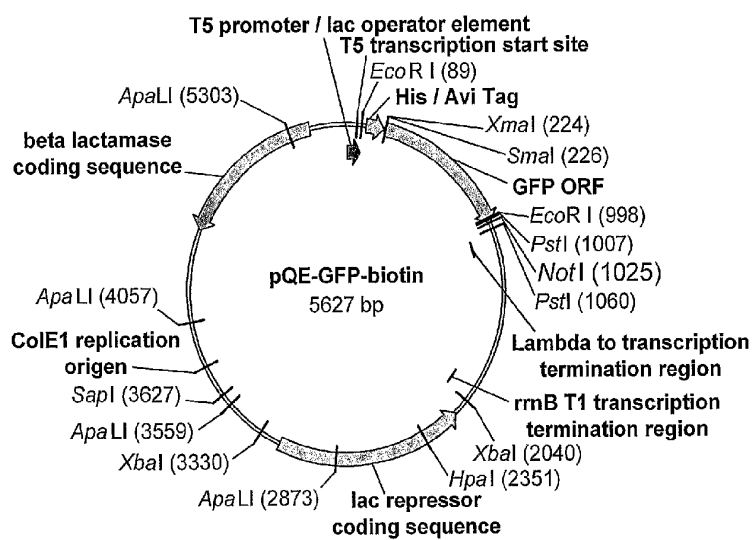 T5 promoter / lac operator element
T5 transcription start site
EcoR I (89)
His / Avi Tag
XmaI (224)
SmaI (226)
GFP ORF
EcoR I (998)
PstI (1007)
NotI (1025)
PstI (1060)
Lambda to transcription
termination region
rrnB T1 transcription
termination region
XbaI (2040)
HpaI (2351)
lac repressor
coding sequence
ApaLI (2873)
XbaI (3330)
ApaLI (3559)
SapI (3627)
ColE1 replication
origen
ApaLI (4057)
beta lactamase
coding sequence
ApaLI (5303)
pQE-GFP-biotin
5627 bp